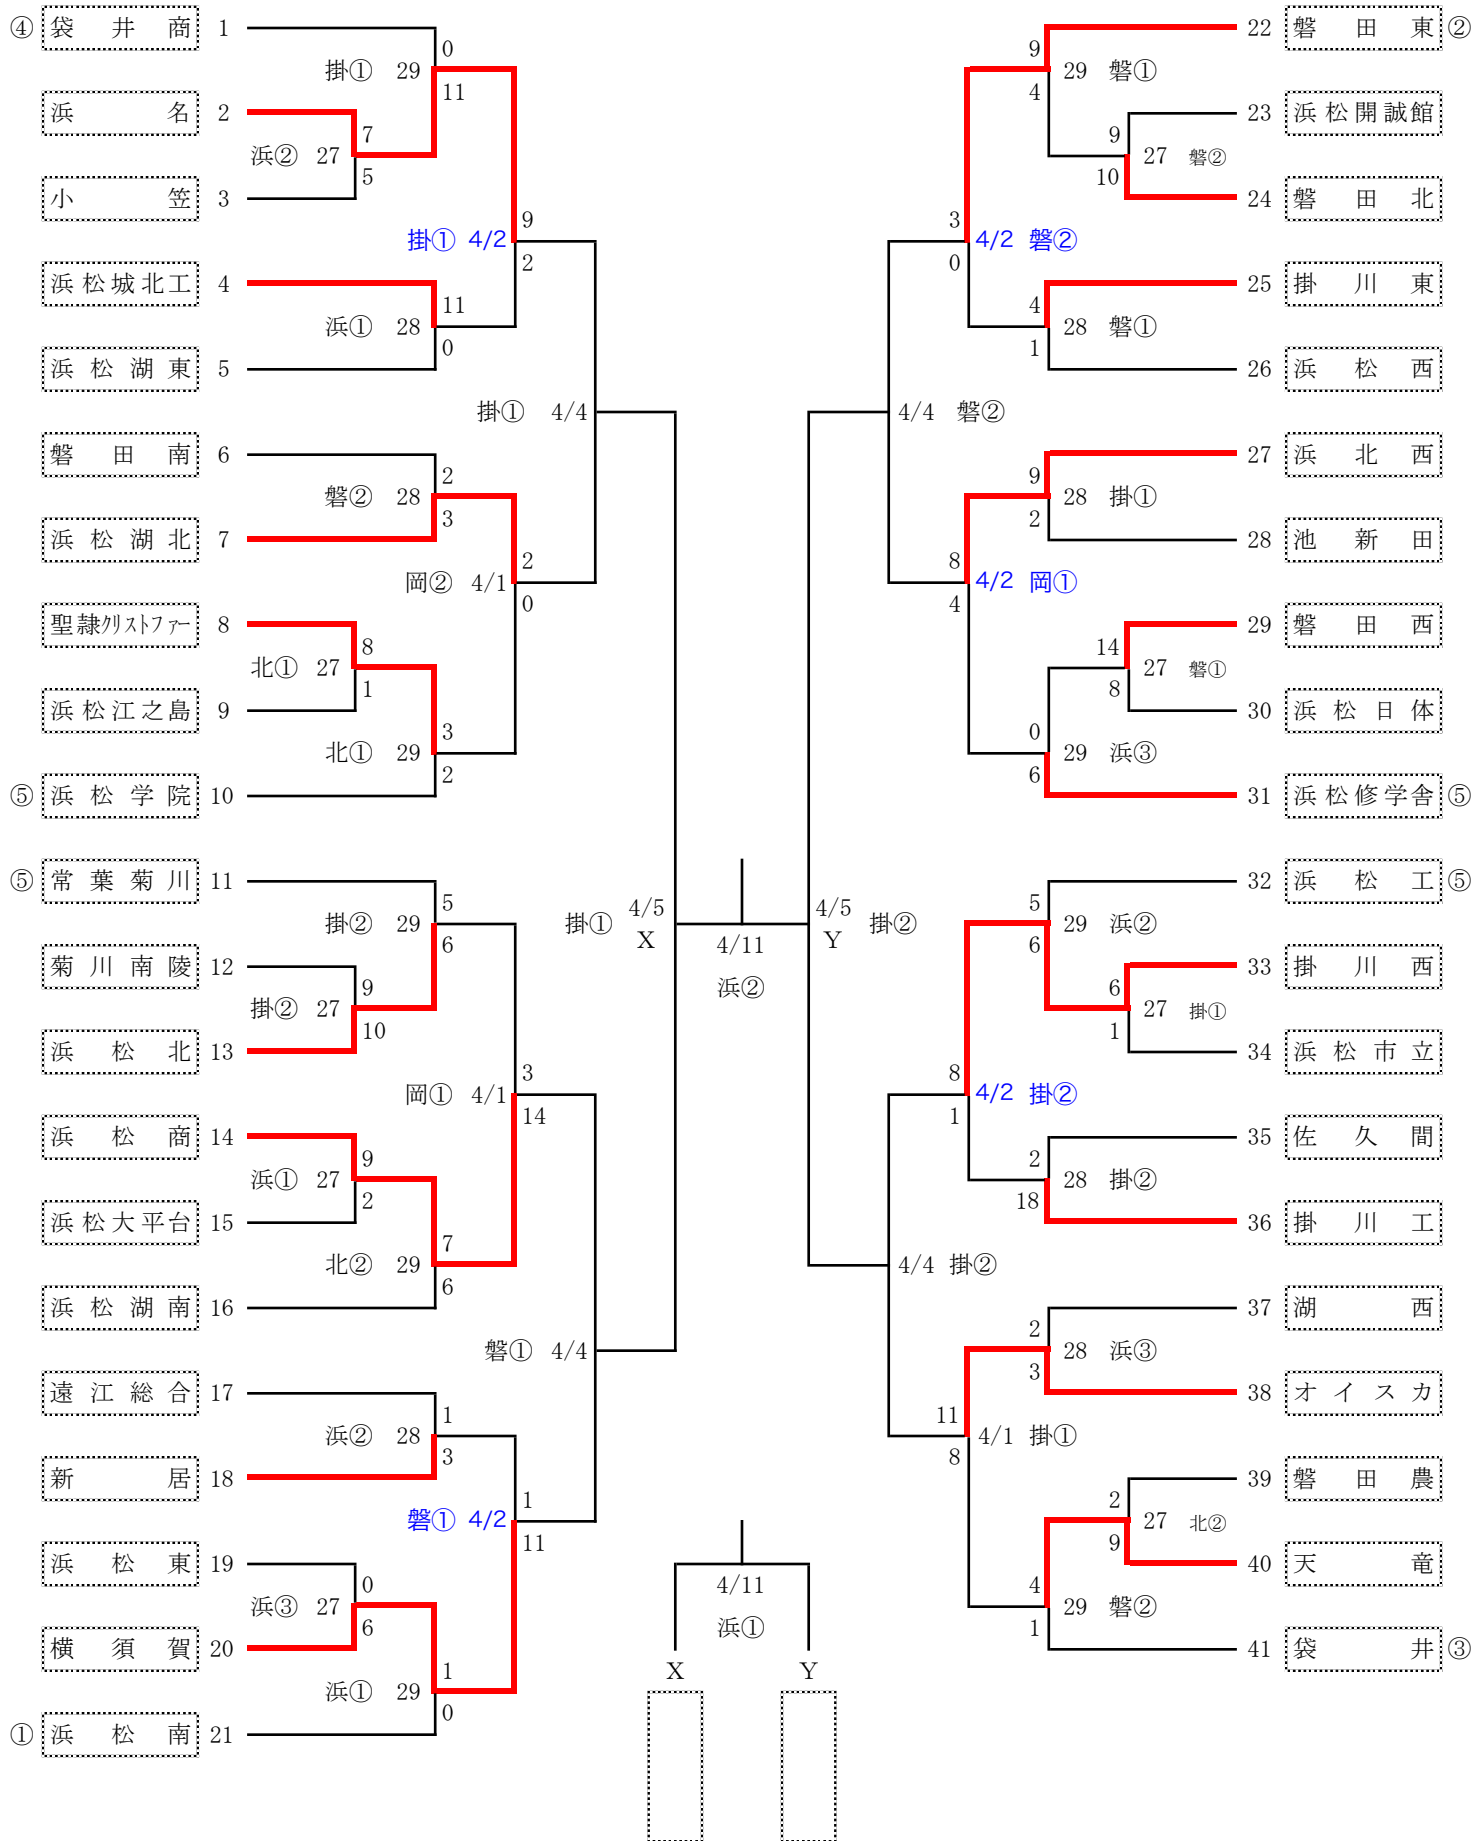 ④ 袋井商 1
0
掛① 29
11
浜名 2
7
浜② 27
5
小笠 3
9
掛① 4/2
2
浜松城北工 4
11
浜① 28
0
浜松湖東 5
掛① 4/4
磐田南 6
2
磐② 28
3
浜松湖北 7
2
岡② 4/1
0
聖隷クリストファー 8
8
北① 27
1
浜松江之島 9
3
北① 29
2
⑤ 浜松学院 10
⑤ 常葉菊川 11
5
掛② 29
6
菊川南陵 12
9
掛② 27
10
浜松北 13
3
岡① 4/1
14
浜松商 14
9
浜① 27
2
浜松大平台 15
7
北② 29
6
浜松湖南 16
磐① 4/4
遠江総合 17
1
浜② 28
3
新居 18
1
磐① 4/2
11
浜松東 19
0
浜③ 27
6
横須賀 20
1
浜① 29
0
① 浜松南 21
掛① 4/5
X
4/11
浜②
4/5 掛②
Y
4/11
浜①
X Y
22 磐田東 ②
9
29 磐①
4
23 浜松開誠館
9
27 磐②
10
24 磐田北
3
4/2 磐②
0
25 掛川東
4
28 磐①
1
26 浜松西
4/4 磐②
27 浜北西
9
28 掛①
2
28 池新田
8
4/2 岡①
4
29 磐田西
14
27 磐①
8
30 浜松日体
0
29 浜③
6
31 浜松修学舎 ⑤
32 浜松工 ⑤
5
29 浜②
6
33 掛川西
6
27 掛①
1
34 浜松市立
8
4/2 掛②
1
35 佐久間
2
28 掛②
18
36 掛川工
4/4 掛②
37 湖西
2
28 浜③
3
38 オイスカ
11
4/1 掛①
8
39 磐田農
2
27 北②
9
40 天竜
4
29 磐②
1
41 袋井 ③